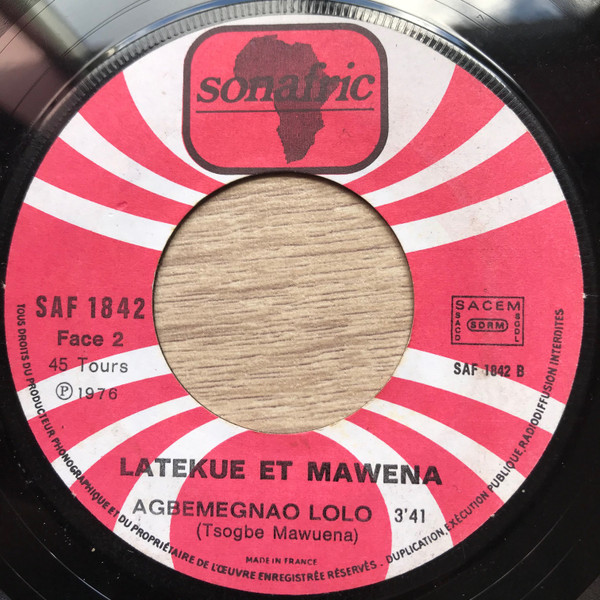 sonafric
SAF 1842
Face 2
45 Tours
Ⓟ 1976
SACEM
SACD
SDRM
SGDL
SAF 1842 B
LATEKUE ET MAWENA
AGBEMEGNAO LOLO 3'41
(Tsogbe Mawuena)
MADE IN FRANCE
TOUS DROITS DU PRODUCTEUR PHONOGRAPHIQUE ET DU PROPRIÉTAIRE DE L'ŒUVRE ENREGISTRÉE RÉSERVÉS - DUPLICATION, EXÉCUTION PUBLIQUE, RADIODIFFUSION INTERDITES